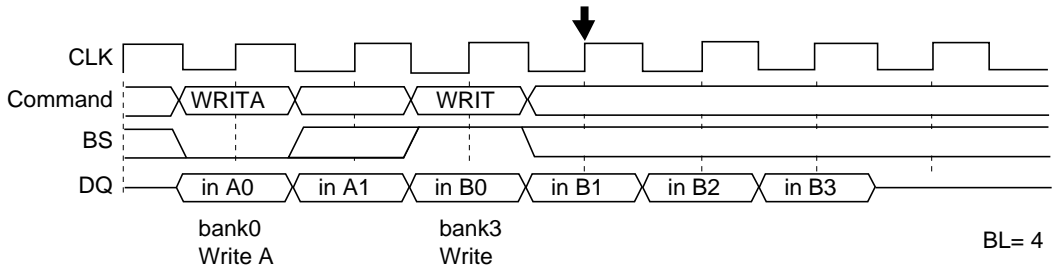 CLK
Command WRITA WRIT
BS
DQ in A0 in A1 in B0 in B1 in B2 in B3
bank0 bank3
Write A Write
BL= 4